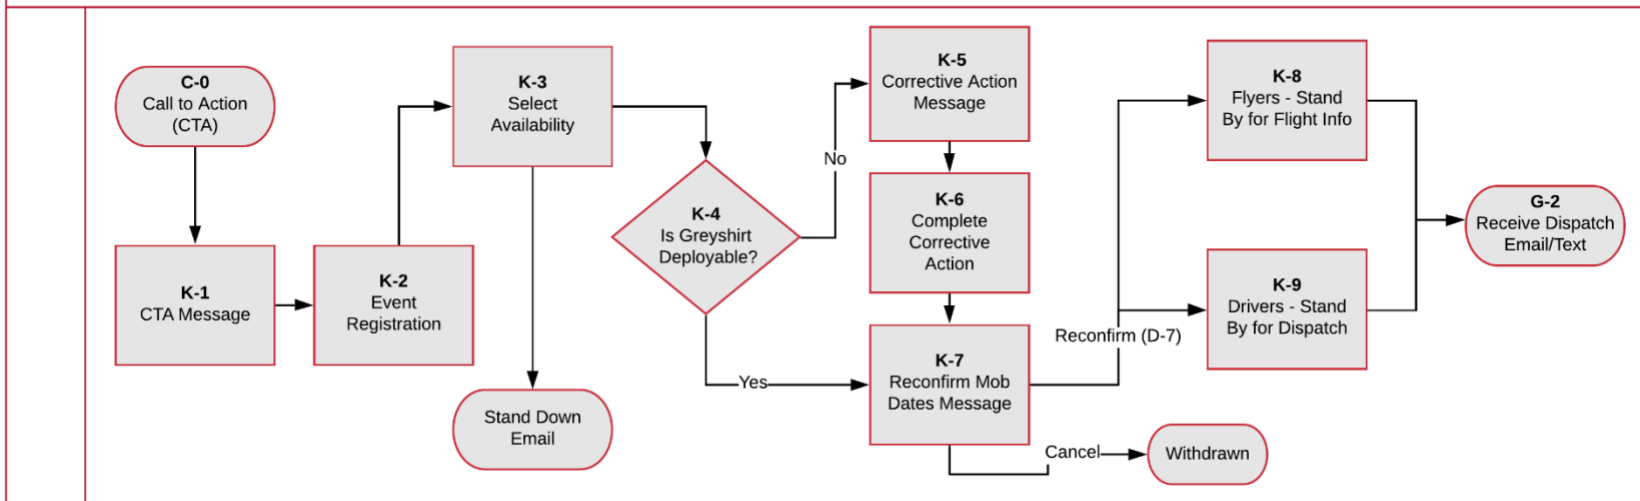 C-0
Call to Action
(CTA)
K-1
CTA Message
K-2
Event
Registration
K-3
Select
Availability
Stand Down
Email
K-4
Is Greyshirt
Deployable?
No
Yes
K-5
Corrective Action
Message
K-6
Complete
Corrective
Action
K-7
Reconfirm Mob
Dates Message
Reconfirm (D-7)
Cancel
Withdrawn
K-8
Flyers - Stand
By for Flight Info
K-9
Drivers - Stand
By for Dispatch
G-2
Receive Dispatch
Email/Text